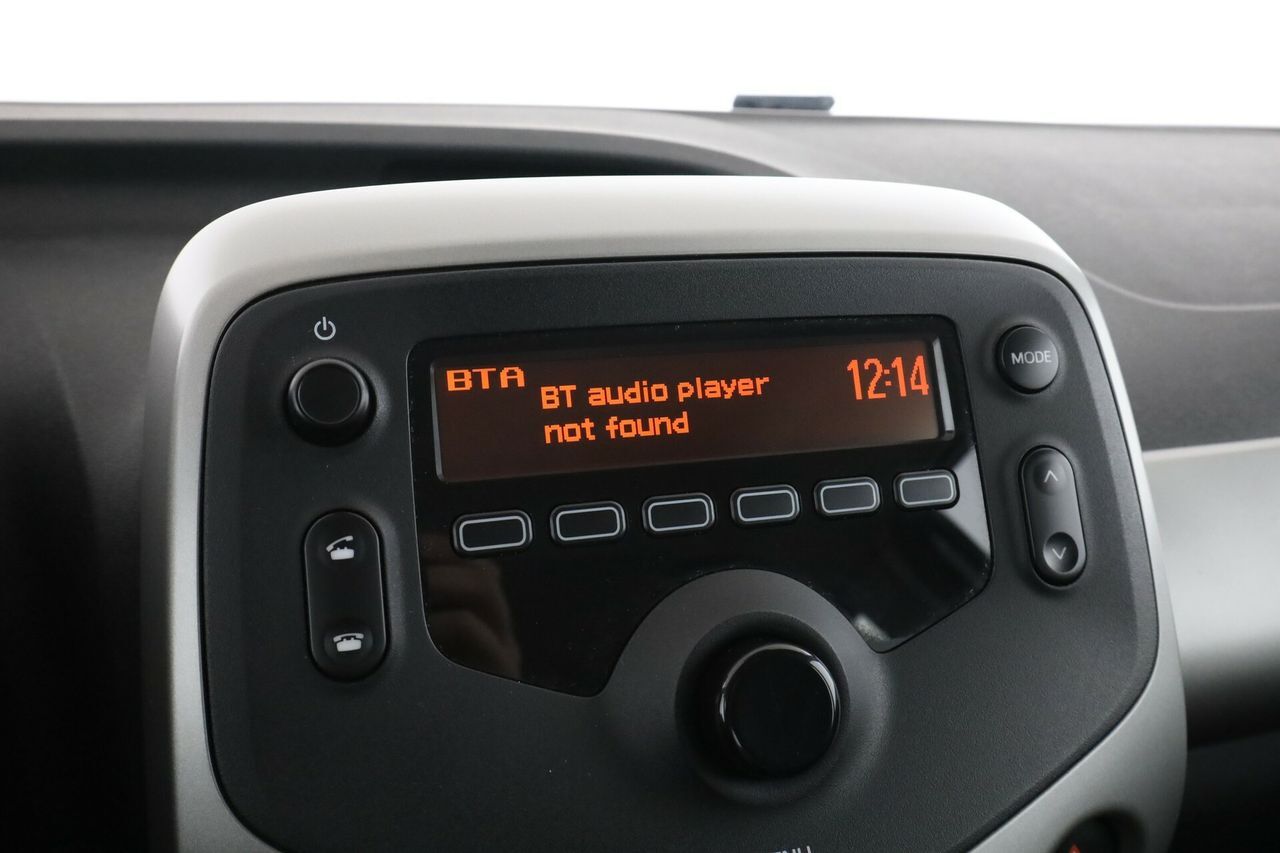 BTA
BT audio player
not found
12:14
MODE